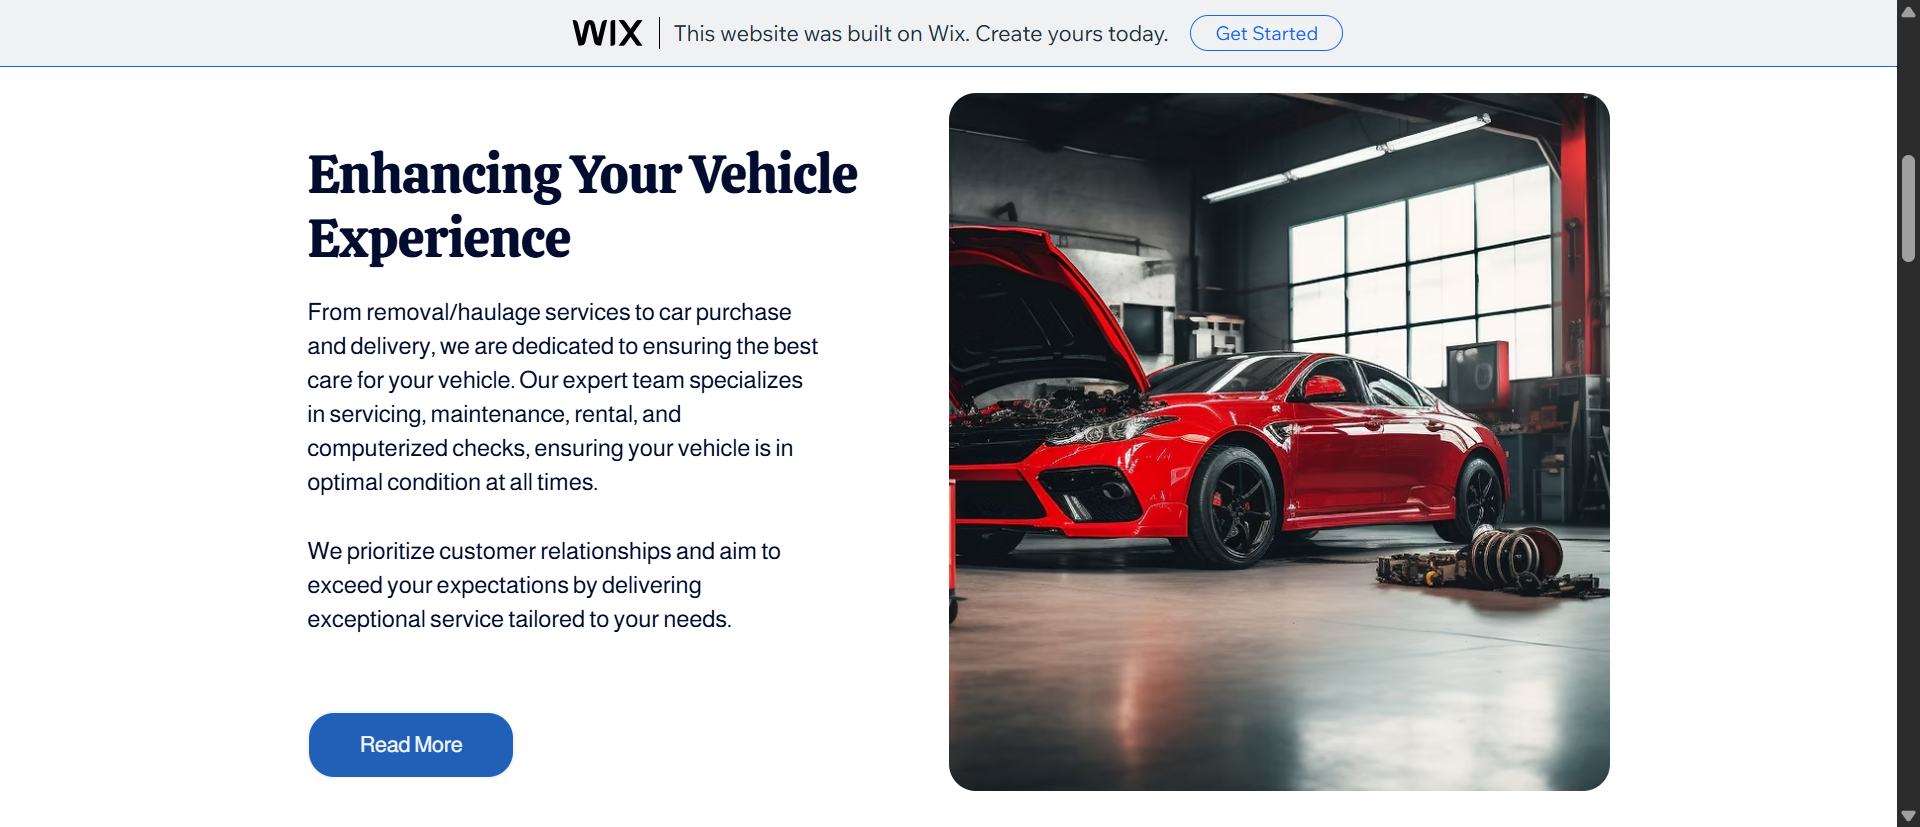 WIX
This website was built on Wix. Create yours today.
Get Started
Enhancing Your Vehicle
Experience
From removal/haulage services to car purchase
and delivery, we are dedicated to ensuring the best
care for your vehicle. Our expert team specializes
in servicing, maintenance, rental, and
computerized checks, ensuring your vehicle is in
optimal condition at all times.
We prioritize customer relationships and aim to
exceed your expectations by delivering
exceptional service tailored to your needs.
Read More